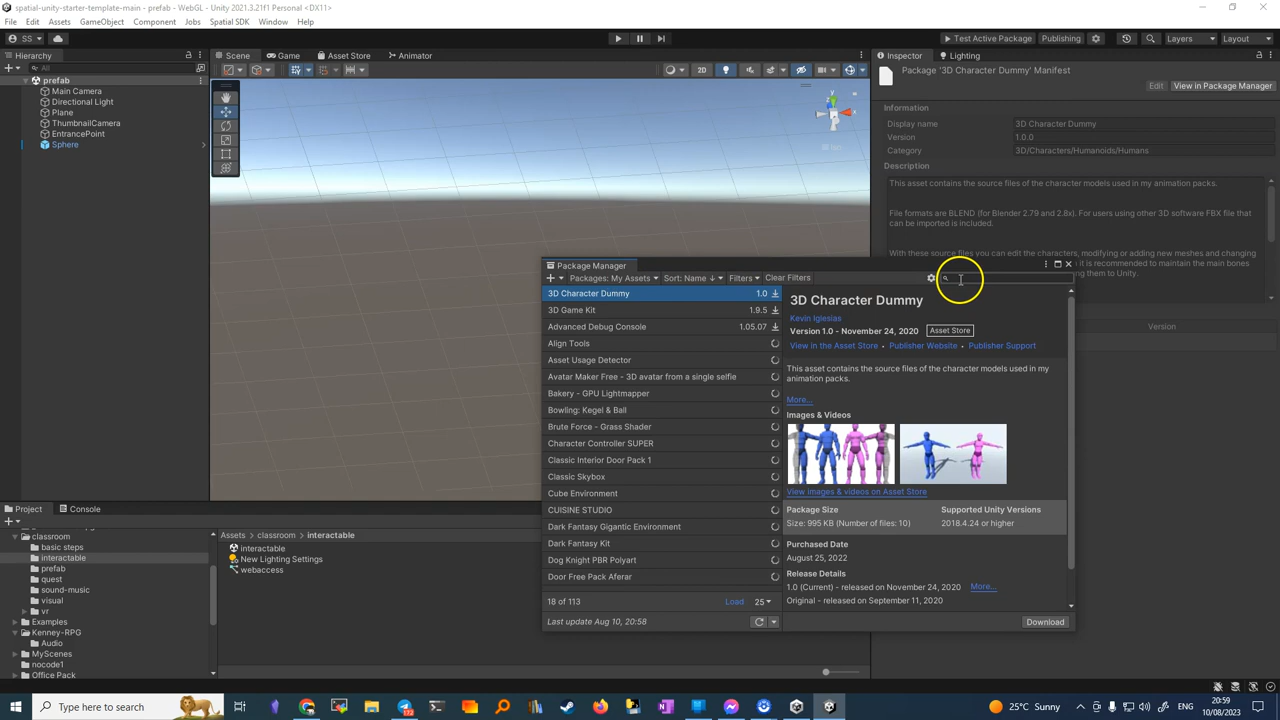 spatial-unity-starter-template-main - prefab - WebGL - Unity 2021.3.21f1 Personal <DX11>
File Edit Assets GameObject Component Jobs Spatial SDK Window Help
SS Test Active Package Publishing Layers Layout
Hierarchy Scene Game Asset Store Animator Inspector Lighting
All 2D
prefab
Main Camera
Directional Light
Plane
ThumbnailCamera
EntrancePoint
Sphere
Package '3D Character Dummy' Manifest
Edit View in Package Manager
Information
Display name 3D Character Dummy
Version 1.0.0
Category 3D/Characters/Humanoids/Humans
Description
This asset contains the source files of the character models used in my animation packs.
File formats are BLEND (for Blender 2.79 and 2.8x). For users using other 3D software FBX file that
can be imported is included.
With these source files you can edit the characters, modifying or adding new meshes and changing
it is recommended to maintain the main bones
ing them to Unity.
Version
Package Manager
Packages: My Assets Sort: Name ↓ Filters Clear Filters
3D Character Dummy 1.0
3D Game Kit 1.9.5
Advanced Debug Console 1.05.07
Align Tools
Asset Usage Detector
Avatar Maker Free - 3D avatar from a single selfie
Bakery - GPU Lightmapper
Bowling: Kegel & Ball
Brute Force - Grass Shader
Character Controller SUPER
Classic Interior Door Pack 1
Classic Skybox
Cube Environment
CUISINE STUDIO
Dark Fantasy Gigantic Environment
Dark Fantasy Kit
Dog Knight PBR Polyart
Door Free Pack Aferar
18 of 113 Load 25
Last update Aug 10, 20:58
3D Character Dummy
Kevin Iglesias
Version 1.0 - November 24, 2020 Asset Store
View in the Asset Store • Publisher Website • Publisher Support
This asset contains the source files of the character models used in my
animation packs.
More...
Images & Videos
View images & videos on Asset Store
Package Size Supported Unity Versions
Size: 995 KB (Number of files: 10) 2018.4.24 or higher
Purchased Date
August 25, 2022
Release Details
1.0 (Current) - released on November 24, 2020 More...
Original - released on September 11, 2020
Download
Project Console
classroom
basic steps
interactable
prefab
quest
sound-music
visual
vr
Examples
Kenney-RPG
Audio
MyScenes
nocode1
Office Pack
Assets > classroom > interactable
interactable
New Lighting Settings
webaccess
Type here to search
25°C Sunny
20:59
10/08/2023